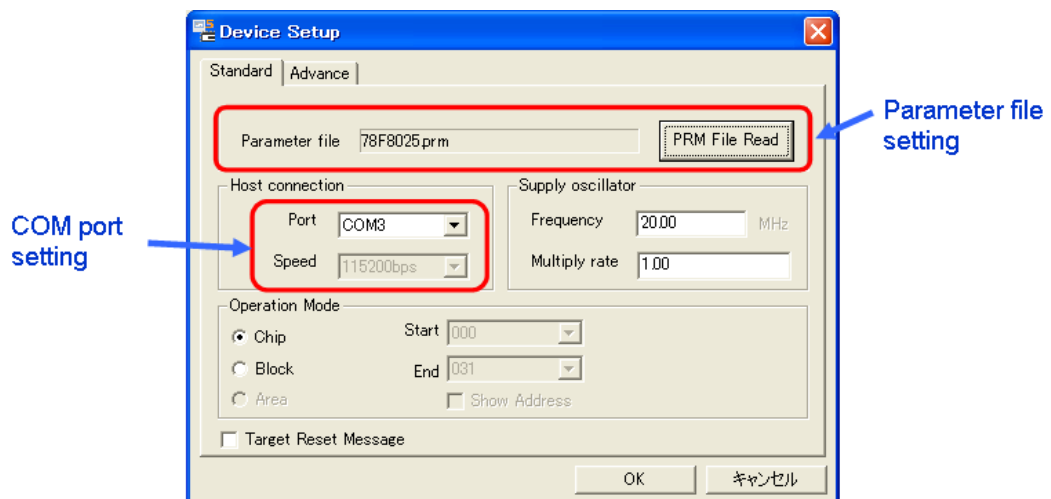 Device Setup
Standard Advance
Parameter file 78F8025.prm PRM File Read
Parameter file
setting
Host connection Supply oscillator
Port COM3 Frequency 20.00 MHz
COM port
setting
Speed 115200bps Multiply rate 1.00
Operation Mode
Chip Start 000
Block End 031
Area Show Address
Target Reset Message
OK キャンセル